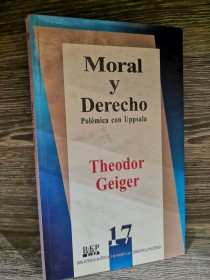 Moral
y
Derecho
Polémica con Uppsala
Theodor
Geiger
17